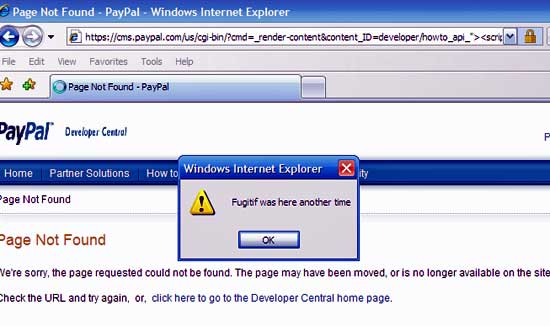 Page Not Found - PayPal - Windows Internet Explorer
https://cms.paypal.com/us/cgi-bin/?cmd=_render-content&content_ID=developer/howto_api_"><scrip
File Edit View Favorites Tools Help
Page Not Found - PayPal
PayPal Developer Central
Home Partner Solutions How to
Windows Internet Explorer
Page Not Found
Fugitif was here another time
OK
Page Not Found
We're sorry, the page requested could not be found. The page may have been moved, or is no longer available on the site
Check the URL and try again, or, click here to go to the Developer Central home page.